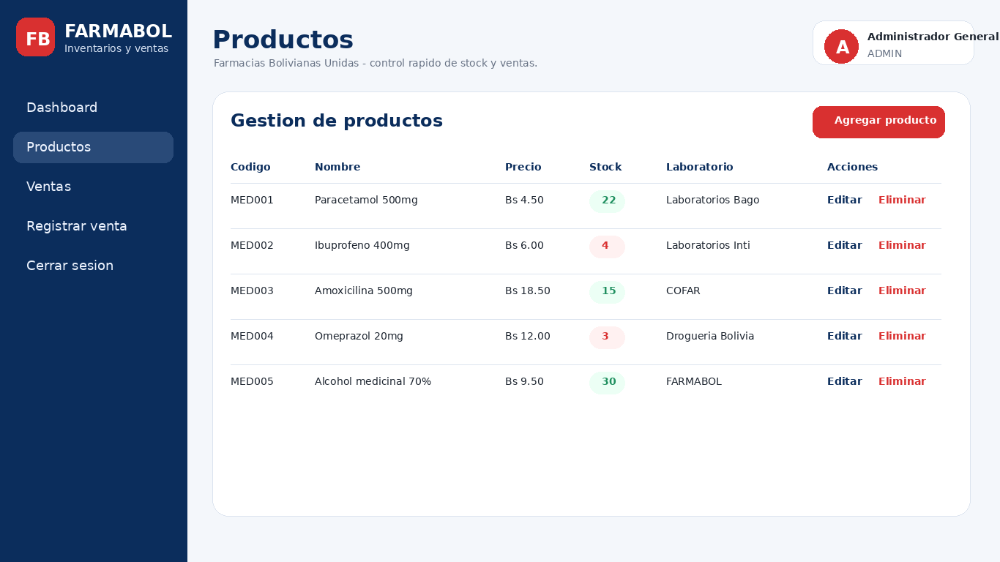 FB
FARMABOL
Inventarios y ventas
Dashboard
Productos
Ventas
Registrar venta
Cerrar sesion
Productos
Farmacias Bolivianas Unidas - control rapido de stock y ventas.
A
Administrador General
ADMIN
Gestion de productos
Agregar producto
Codigo Nombre Precio Stock Laboratorio Acciones
MED001 Paracetamol 500mg Bs 4.50 22 Laboratorios Bago Editar Eliminar
MED002 Ibuprofeno 400mg Bs 6.00 4 Laboratorios Inti Editar Eliminar
MED003 Amoxicilina 500mg Bs 18.50 15 COFAR Editar Eliminar
MED004 Omeprazol 20mg Bs 12.00 3 Drogueria Bolivia Editar Eliminar
MED005 Alcohol medicinal 70% Bs 9.50 30 FARMABOL Editar Eliminar